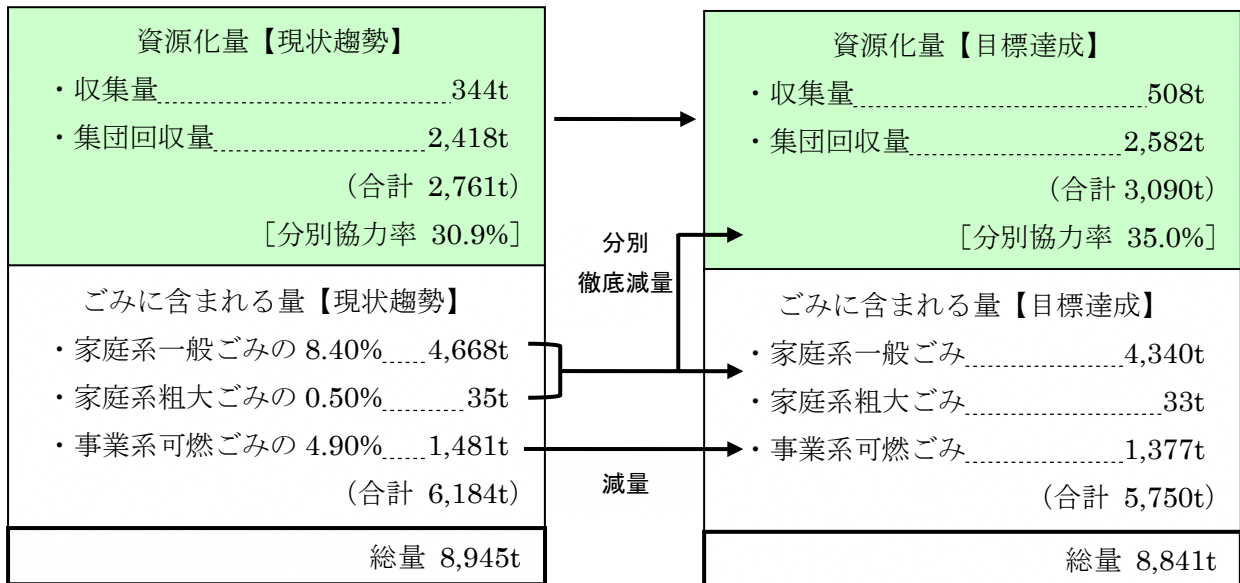 資源化量【現状趨勢】
・収集量 344t
・集団回収量 2,418t
（合計 2,761t）
［分別協力率 30.9%］
ごみに含まれる量【現状趨勢】
・家庭系一般ごみの 8.40% 4,668t
・家庭系粗大ごみの 0.50% 35t
・事業系可燃ごみの 4.90% 1,481t
（合計 6,184t）
総量 8,945t
分別
徹底減量
減量
資源化量【目標達成】
・収集量 508t
・集団回収量 2,582t
（合計 3,090t）
［分別協力率 35.0%］
ごみに含まれる量【目標達成】
・家庭系一般ごみ 4,340t
・家庭系粗大ごみ 33t
・事業系可燃ごみ 1,377t
（合計 5,750t）
総量 8,841t